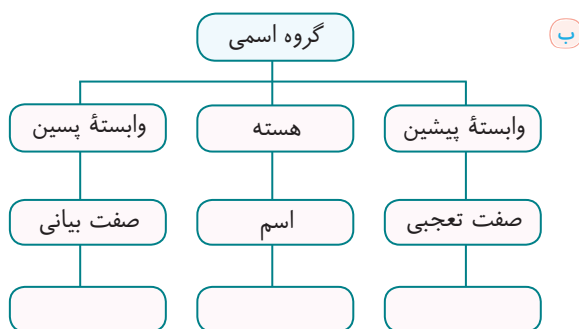 ب
گروه اسمی
وابستهٔ پیشین
هسته
وابستهٔ پسین
صفت تعجبی
اسم
صفت بیانی